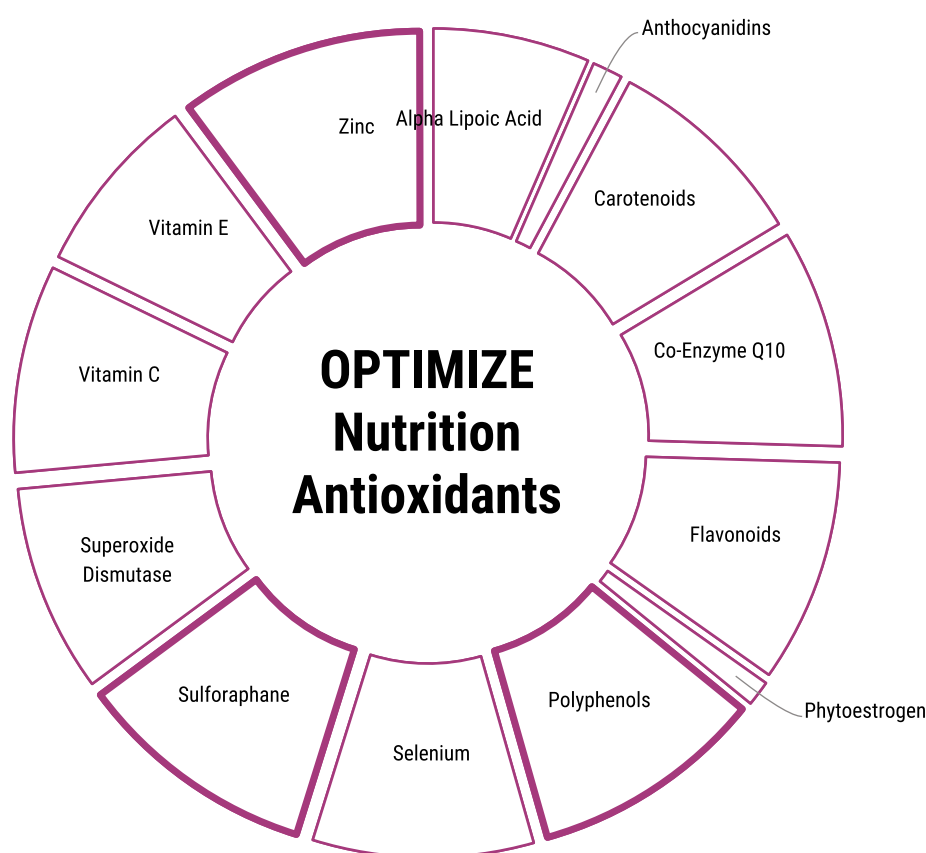 OPTIMIZE
Nutrition
Antioxidants
Alpha Lipoic Acid
Anthocyanidins
Carotenoids
Co-Enzyme Q10
Flavonoids
Phytoestrogen
Polyphenols
Selenium
Sulforaphane
Superoxide
Dismutase
Vitamin C
Vitamin E
Zinc